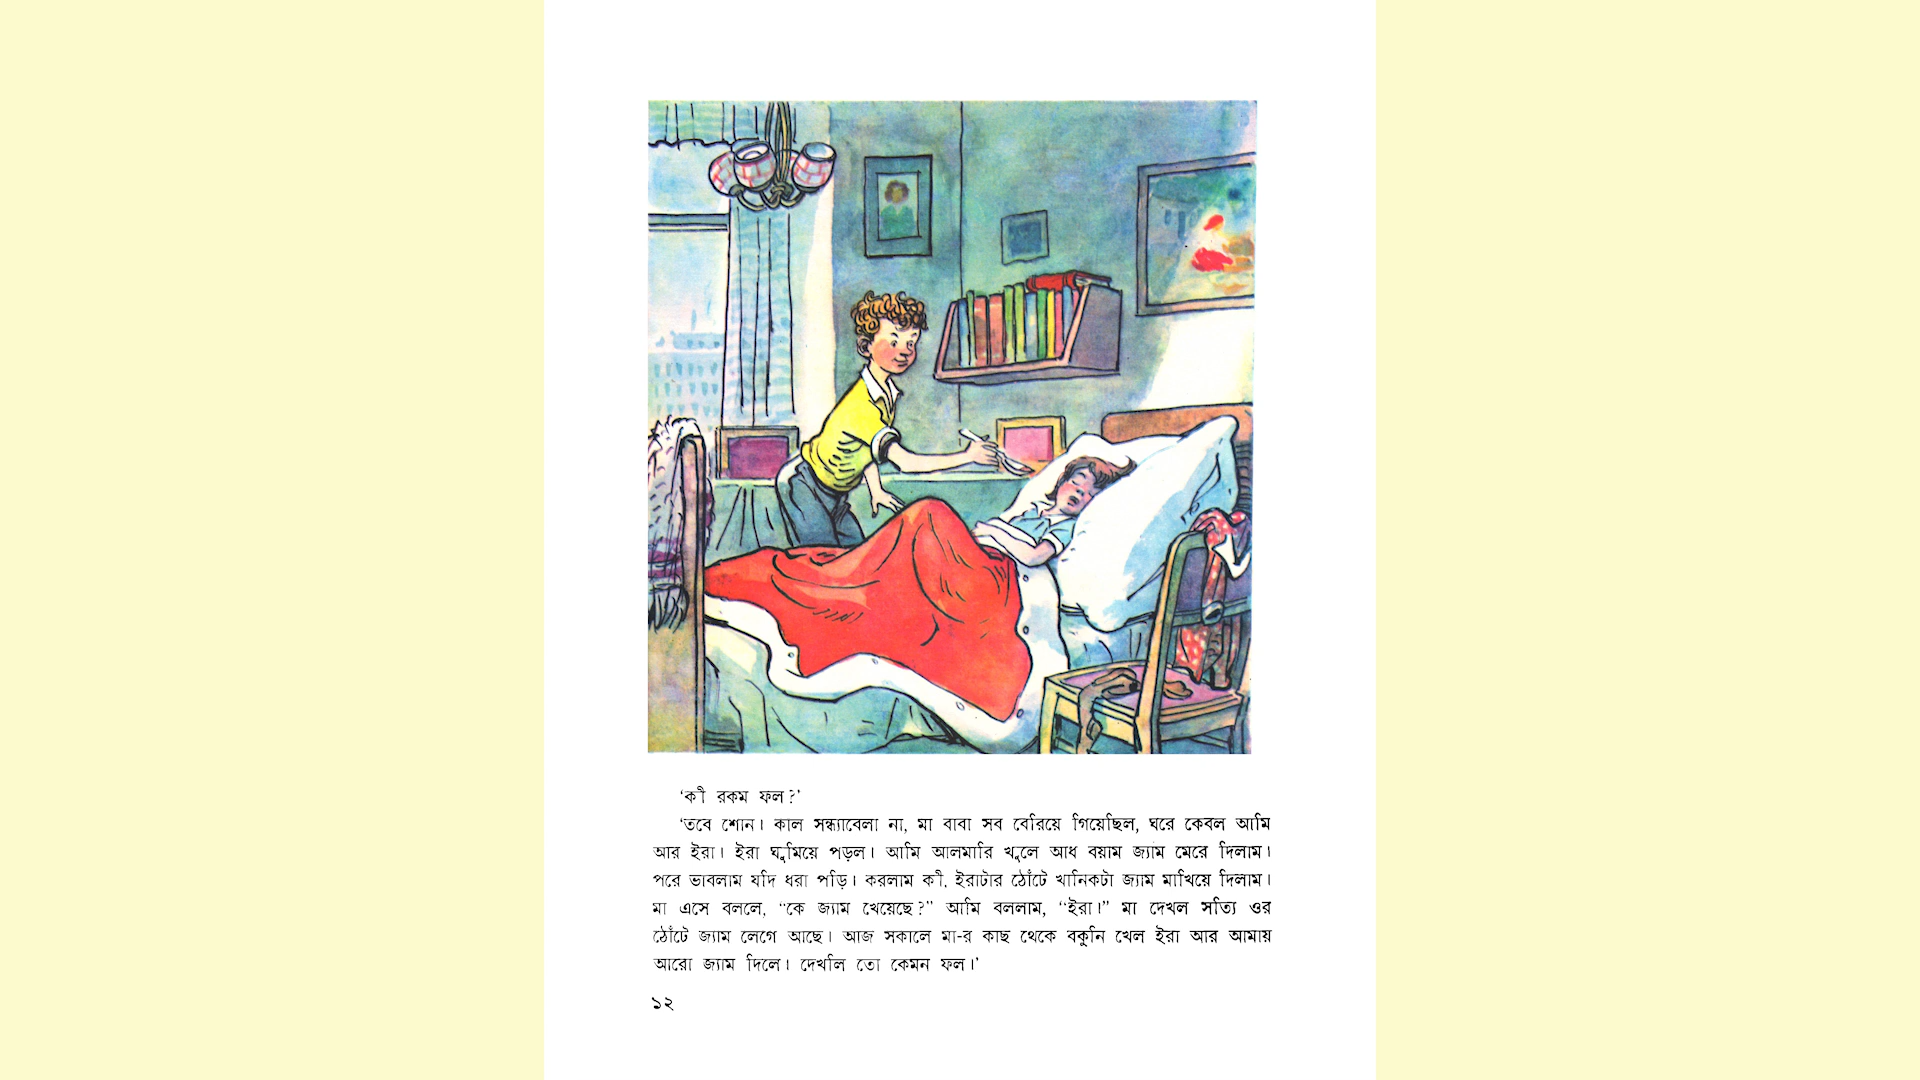 ‘কী রকম ফল?’
‘তবে শোন। কাল সন্ধ্যাবেলা না, মা বাবা সব বেরিয়ে গিয়েছিল, ঘরে কেবল আমি
আর ইরা। ইরা ঘুমিয়ে পড়ল। আমি আলমারি খুলে আধ বয়াম জ্যাম মেরে দিলাম।
পরে ভাবলাম যদি ধরা পড়ি। করলাম কী, ইরাটার ঠোঁটে খানিকটা জ্যাম মাখিয়ে দিলাম।
মা এসে বললে, “কে জ্যাম খেয়েছে?” আমি বললাম, “ইরা।” মা দেখল সত্যি ওর
ঠোঁটে জ্যাম লেগে আছে। আজ সকালে মা-র কাছ থেকে বকুনি খেল ইরা আর আমায়
আরো জ্যাম দিলে। দেখলি তো কেমন ফল।’
১২